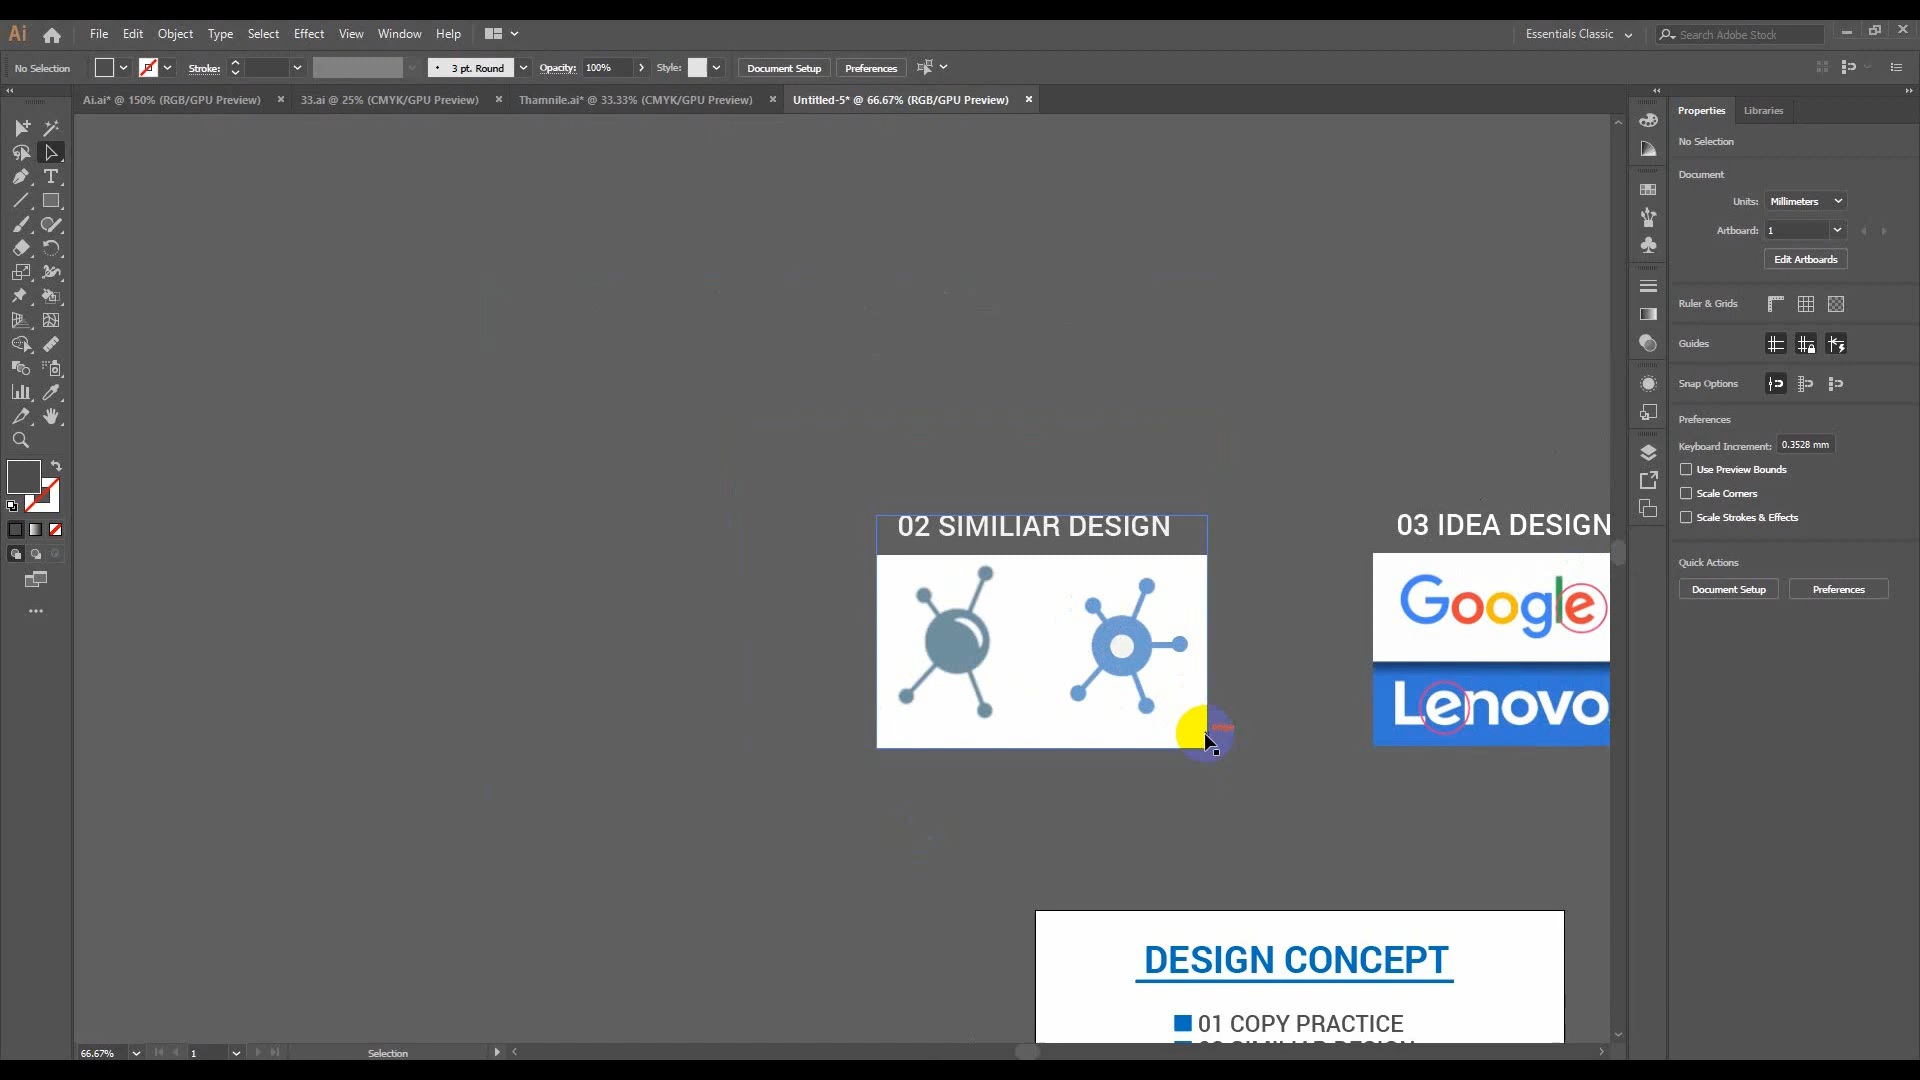 Ai File Edit Object Type Select Effect View Window Help Essentials Classic Search Adobe Stock
No Selection Stroke: 3 pt. Round Opacity: 100% Style: Document Setup Preferences
Ai.ai* @ 150% (RGB/GPU Preview) 33.ai @ 25% (CMYK/GPU Preview) Thamnile.ai* @ 33.33% (CMYK/GPU Preview) Untitled-5* @ 66.67% (RGB/GPU Preview)
Properties Libraries
No Selection
Document
Units: Millimeters
Artboard: 1
Edit Artboards
Ruler & Grids
Guides
Snap Options
Preferences
Keyboard Increment: 0.3528 mm
Use Preview Bounds
Scale Corners
Scale Strokes & Effects
Quick Actions
Document Setup Preferences
02 SIMILIAR DESIGN
03 IDEA DESIGN
Google
Lenovo
DESIGN CONCEPT
01 COPY PRACTICE
02 SIMILIAR DESIGN
66.67% 1 Selection